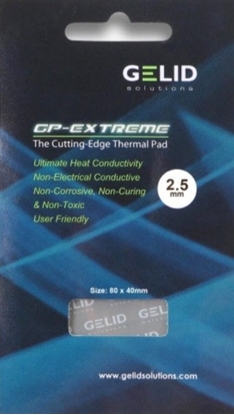 GELID
solutions
GP-EXTREME
The Cutting-Edge Thermal Pad
Ultimate Heat Conductivity
Non-Electrical Conductive
Non-Corrosive, Non-Curing
& Non-Toxic
User Friendly
2.5
mm
Size: 80 x 40mm
GELID
www.gelidsolutions.com